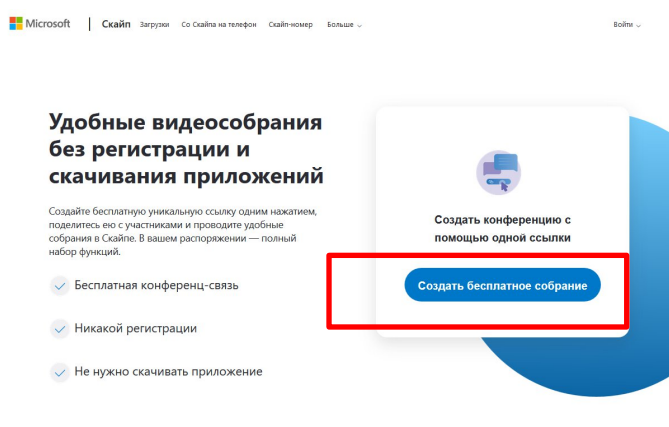 Microsoft
Скайп Загрузки Со Скайпа на телефон Скайп-номер Больше
Войти
Удобные видеособрания
без регистрации и
скачивания приложений
Создайте бесплатную уникальную ссылку одним нажатием,
поделитесь ею с участниками и проводите удобные
собрания в Скайпе. В вашем распоряжении — полный
набор функций.
Бесплатная конференц-связь
Никакой регистрации
Не нужно скачивать приложение
Создать конференцию с
помощью одной ссылки
Создать бесплатное собрание